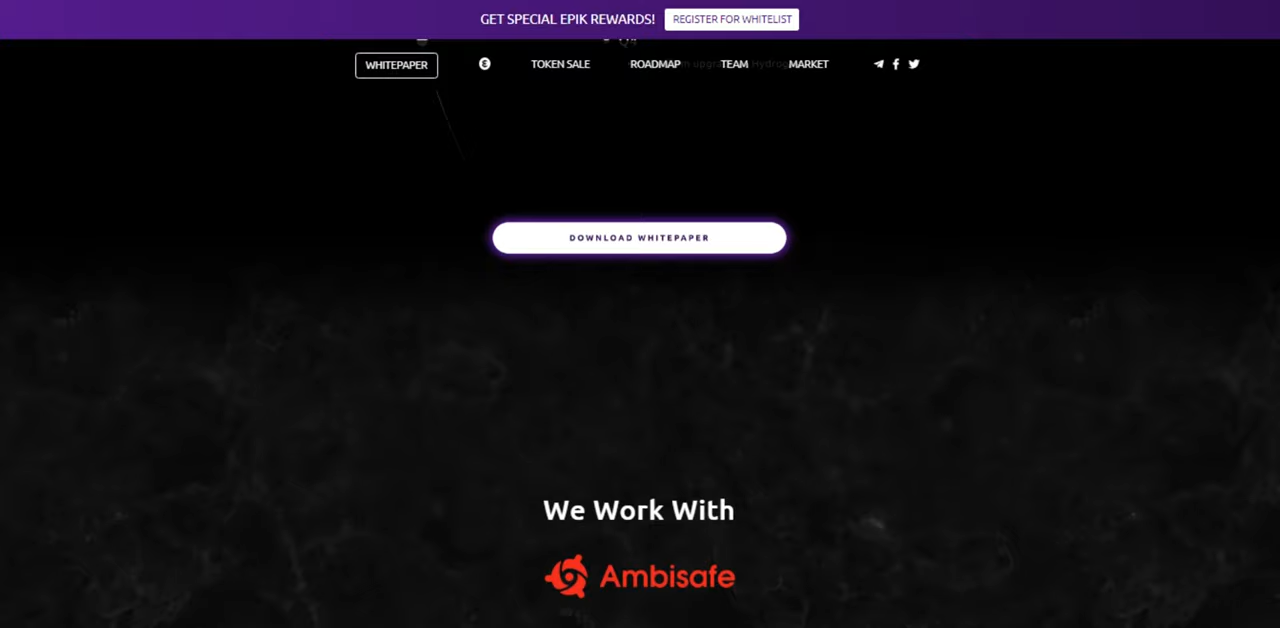 GET SPECIAL EPIK REWARDS! REGISTER FOR WHITELIST
Q4
WHITEPAPER TOKEN SALE ROADMAP TEAM MARKET
DOWNLOAD WHITEPAPER
We Work With
Ambisafe